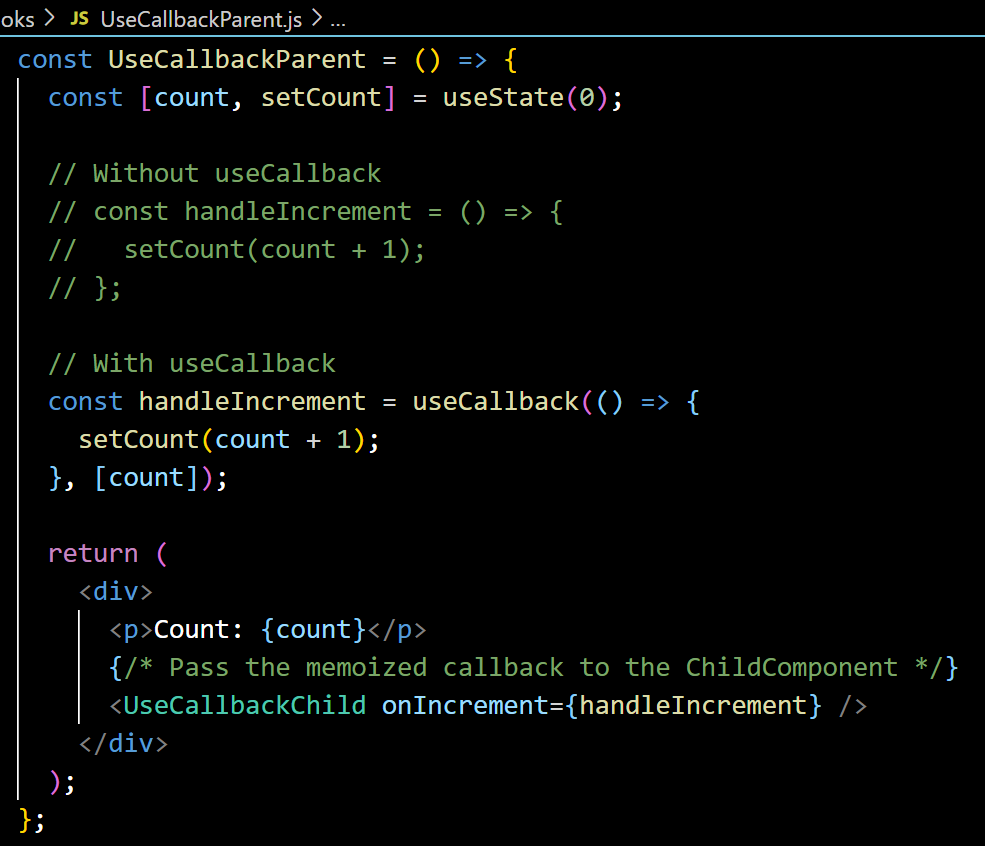 oks > JS UseCallbackParent.js > ...
const UseCallbackParent = () => {
  const [count, setCount] = useState(0);

  // Without useCallback
  // const handleIncrement = () => {
  //   setCount(count + 1);
  // };

  // With useCallback
  const handleIncrement = useCallback(() => {
    setCount(count + 1);
  }, [count]);

  return (
    <div>
      <p>Count: {count}</p>
      {/* Pass the memoized callback to the ChildComponent */}
      <UseCallbackChild onIncrement={handleIncrement} />
    </div>
  );
};